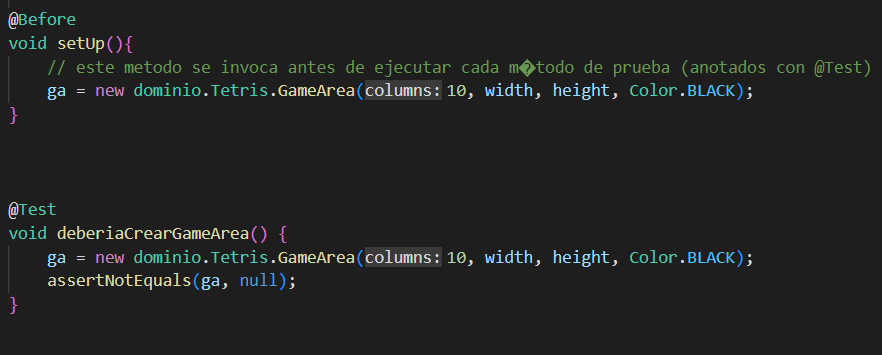 @Before
void setUp(){
// este metodo se invoca antes de ejecutar cada m�todo de prueba (anotados con @Test)
ga = new dominio.Tetris.GameArea(columns: 10, width, height, Color.BLACK);
}
@Test
void deberiaCrearGameArea() {
ga = new dominio.Tetris.GameArea(columns: 10, width, height, Color.BLACK);
assertNotEquals(ga, null);
}